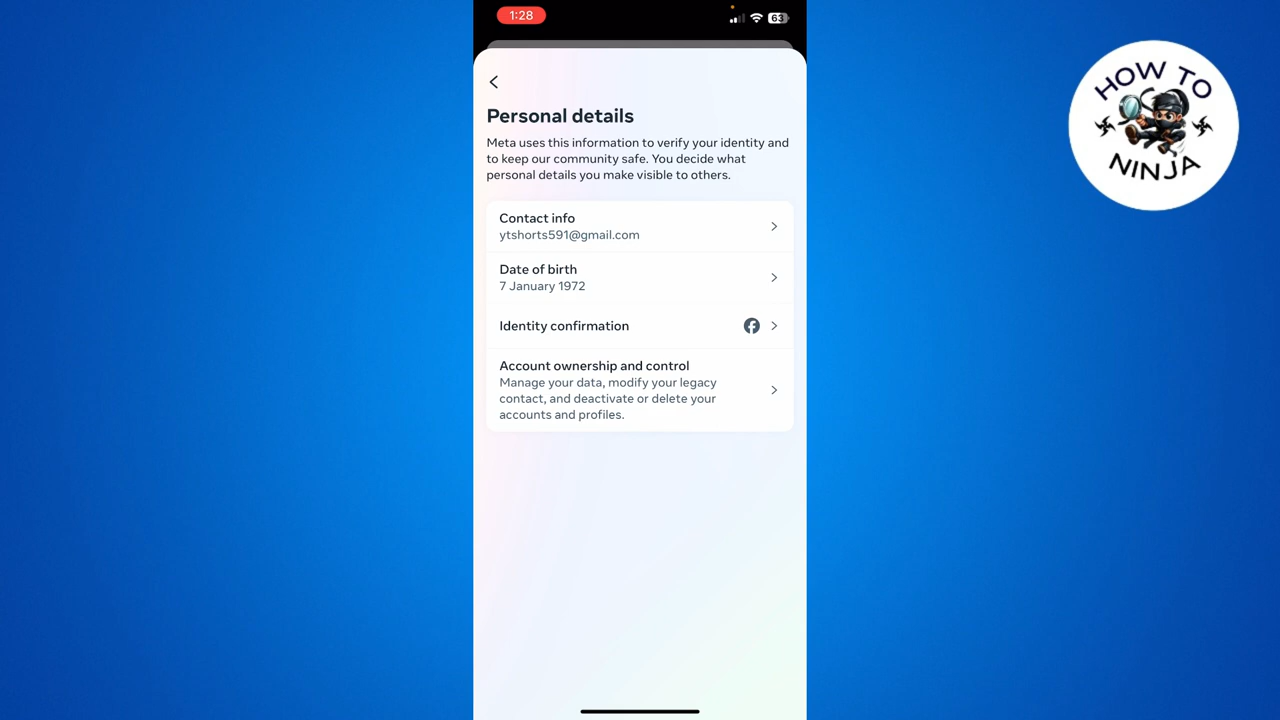 1:28
63
Personal details
Meta uses this information to verify your identity and
to keep our community safe. You decide what
personal details you make visible to others.
Contact info
ytshorts591@gmail.com
Date of birth
7 January 1972
Identity confirmation
Account ownership and control
Manage your data, modify your legacy
contact, and deactivate or delete your
accounts and profiles.
HOW TO
NINJA